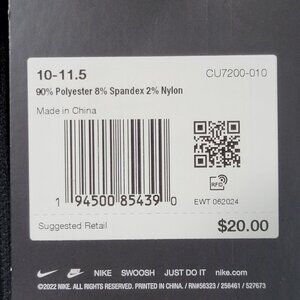 10-11.5 CU7200-010
90% Polyester 8% Spandex 2% Nylon
Made in China
RFID
1 94500 85439 0 EWT 062024
Suggested Retail $20.00
NIKE SWOOSH JUST DO IT nike.com
©2022 NIKE. ALL RIGHTS RESERVED. PRINTED IN CHINA. / RN#56323 / 258461 / 527673